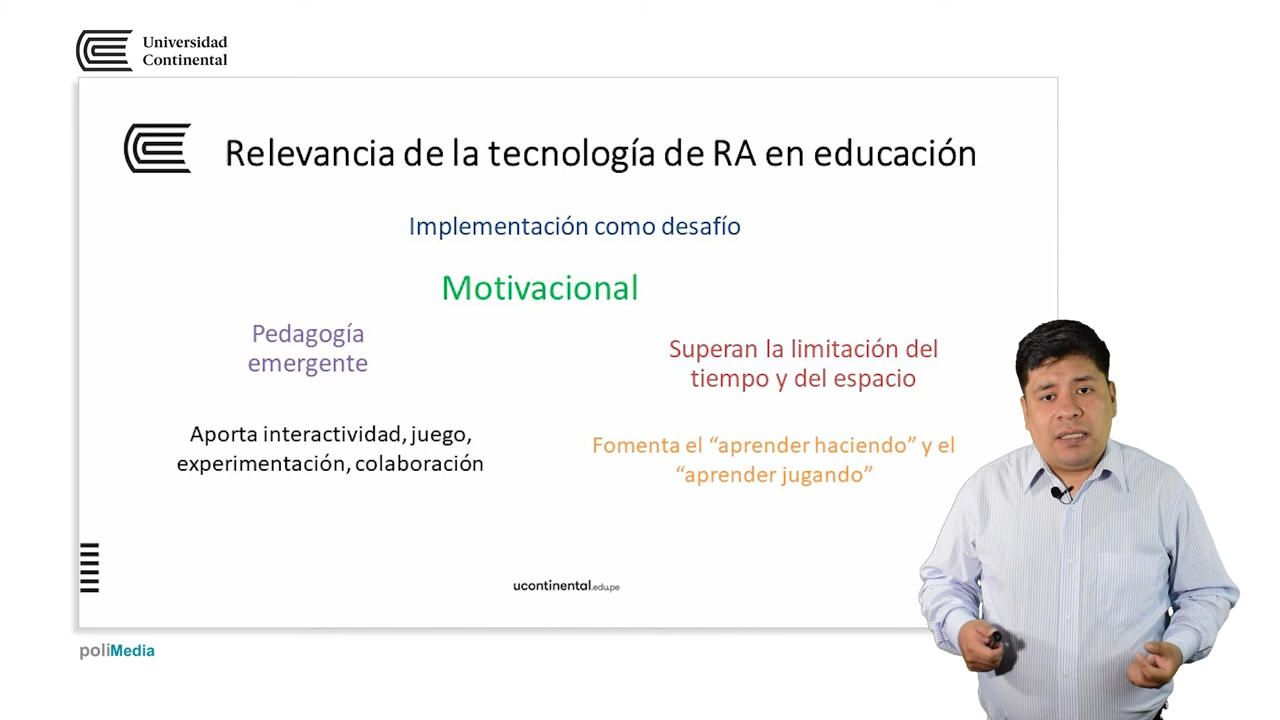 Universidad
Continental
Relevancia de la tecnología de RA en educación
Implementación como desafío
Motivacional
Pedagogía
emergente
Superan la limitación del
tiempo y del espacio
Aporta interactividad, juego,
experimentación, colaboración
Fomenta el “aprender haciendo” y el
“aprender jugando”
ucontinental.edu.pe
poliMedia